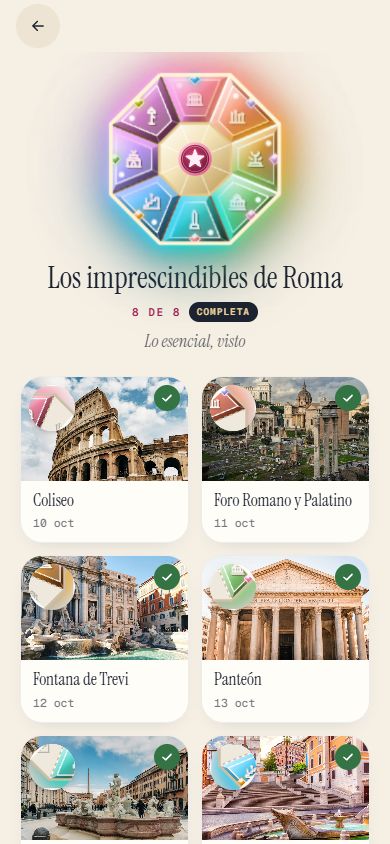 Los imprescindibles de Roma
8 DE 8 COMPLETA
Lo esencial, visto
Coliseo
10 oct
Foro Romano y Palatino
11 oct
Fontana de Trevi
12 oct
Panteón
13 oct